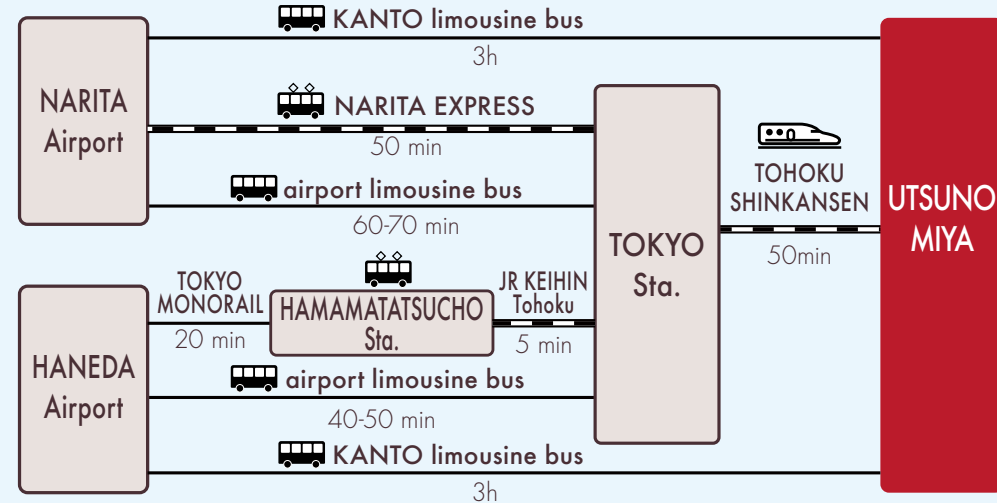 KANTO limousine bus
3h
NARITA
Airport
NARITA EXPRESS
50 min
airport limousine bus
60-70 min
TOKYO
Sta.
TOHOKU
SHINKANSEN
50min
UTSUNO
MIYA
HANEDA
Airport
TOKYO
MONORAIL
20 min
HAMAMATATSUCHO
Sta.
JR KEIHIN
Tohoku
5 min
airport limousine bus
40-50 min
KANTO limousine bus
3h